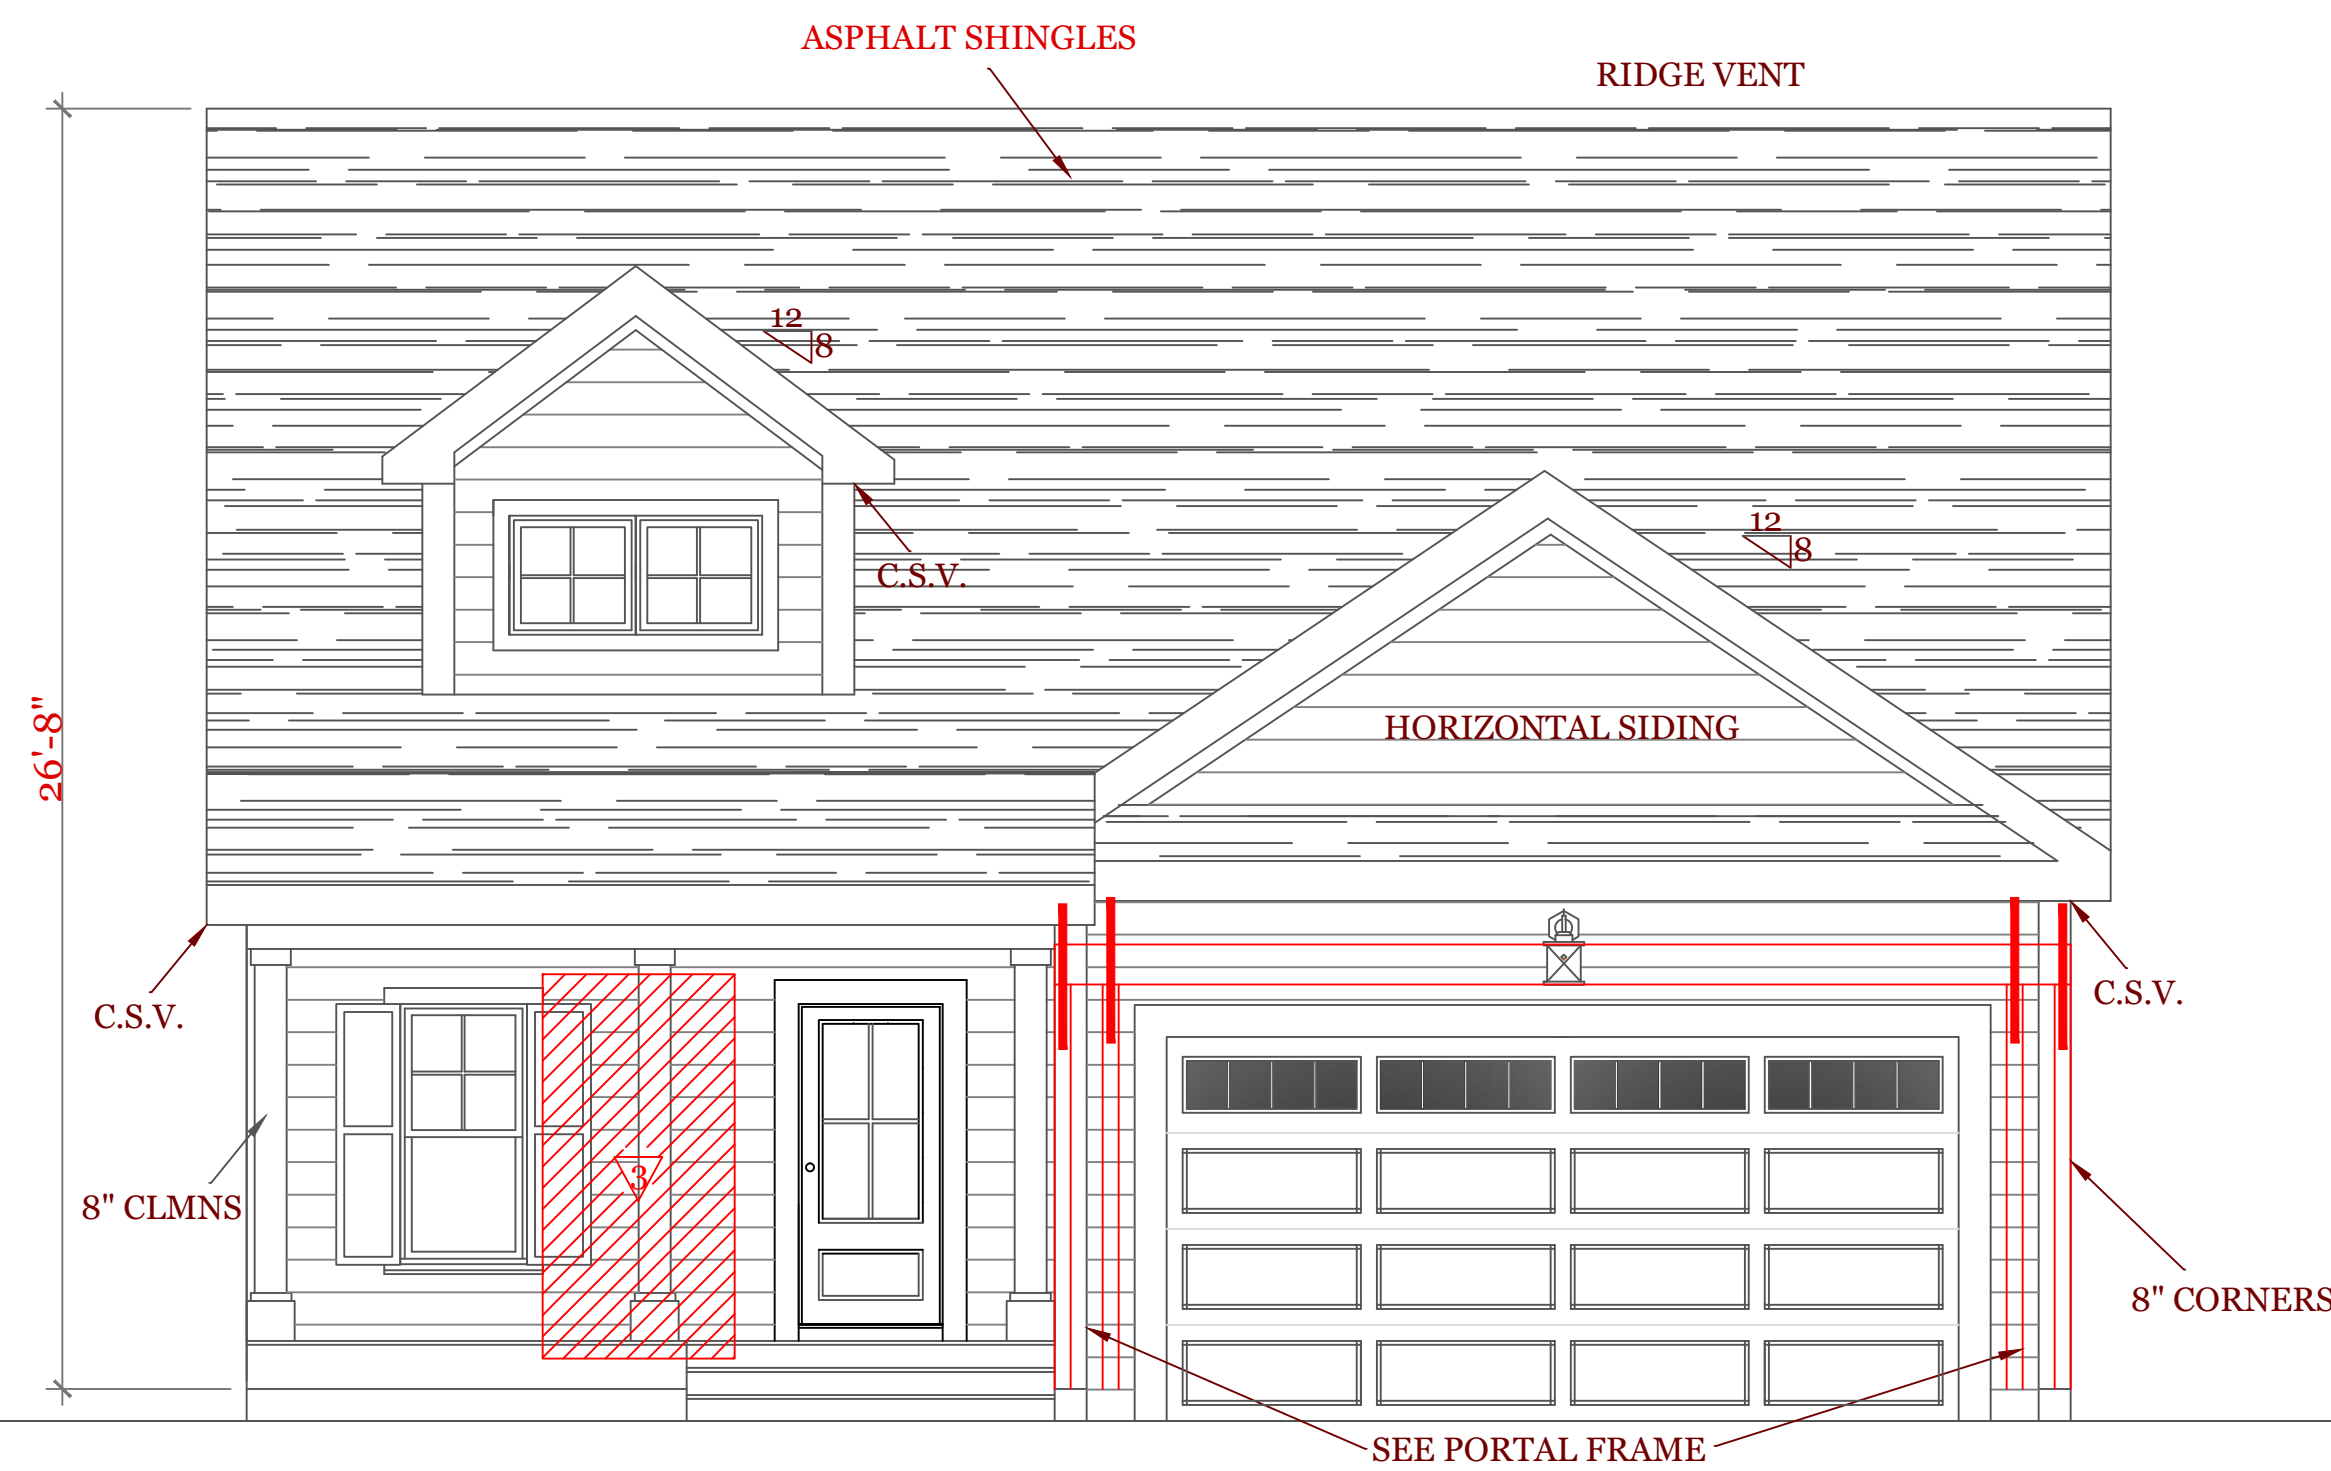 ASPHALT SHINGLES
RIDGE VENT
12
8
12
8
C.S.V.
26'-8"
HORIZONTAL SIDING
C.S.V.
C.S.V.
8" CLMNS
3
8" CORNERS
SEE PORTAL FRAME